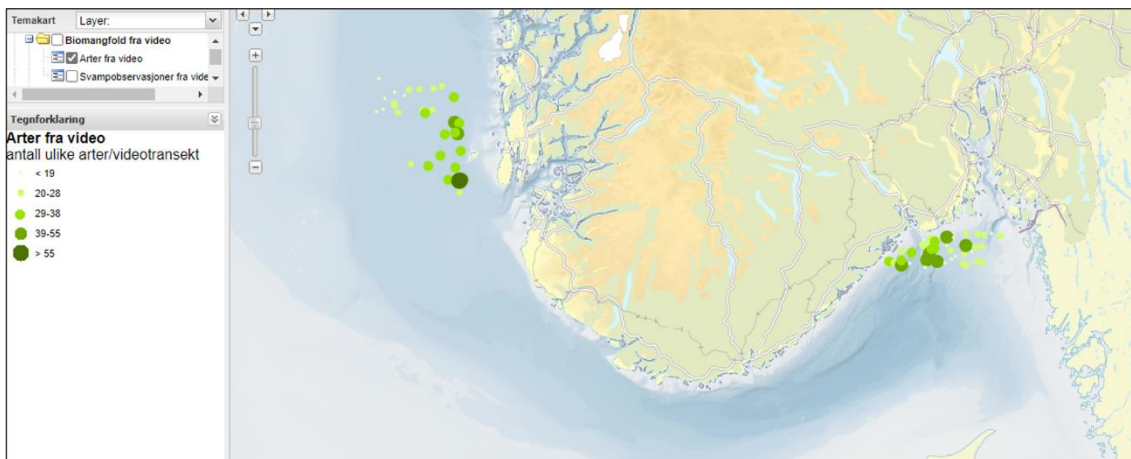 Temakart
Layer:
Biomangfold fra video
Arter fra video
Svampobservasjoner fra vide
Tegnforklaring
Arter fra video
antall ulike arter/videotransekt
< 19
20-28
29-38
39-55
> 55